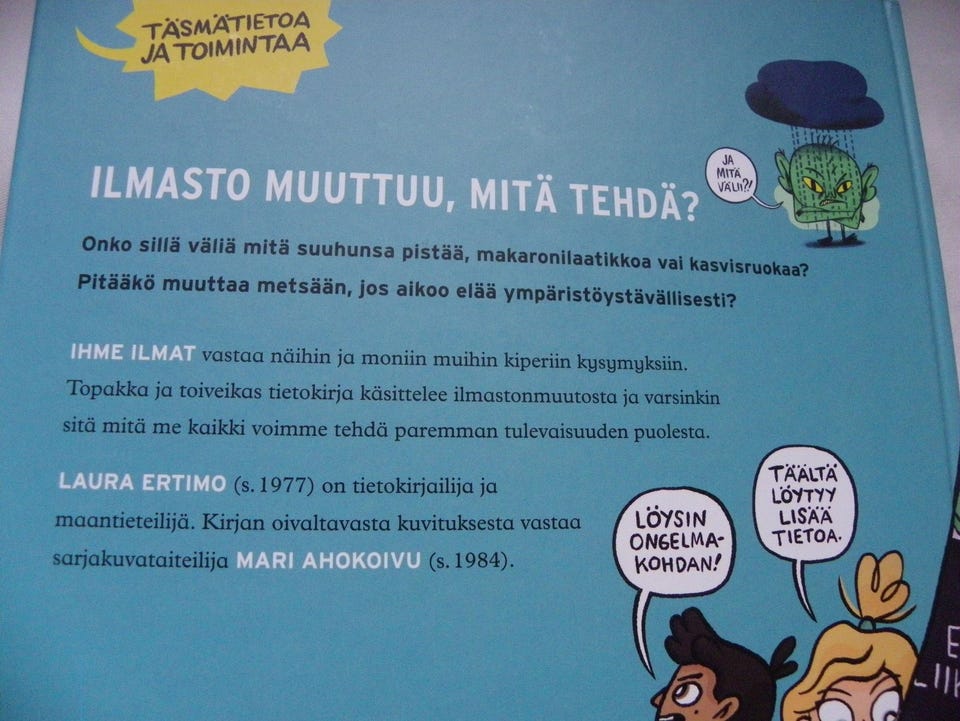 TÄSMÄTIETOA
JA TOIMINTAA
JA
MITÄ
VÄLII?!
ILMASTO MUUTTUU, MITÄ TEHDÄ?
Onko sillä väliä mitä suuhunsa pistää, makaronilaatikkoa vai kasvisruokaa?
Pitääkö muuttaa metsään, jos aikoo elää ympäristöystävällisesti?
IHME ILMAT vastaa näihin ja moniin muihin kiperiin kysymyksiin.
Topakka ja toiveikas tietokirja käsittelee ilmastonmuutosta ja varsinkin
sitä mitä me kaikki voimme tehdä paremman tulevaisuuden puolesta.
LAURA ERTIMO (s. 1977) on tietokirjailija ja
maantieteilijä. Kirjan oivaltavasta kuvituksesta vastaa
sarjakuvataiteilija MARI AHOKOIVU (s. 1984).
LÖYSIN
ONGELMA-
KOHDAN!
TÄÄLTÄ
LÖYTYY
LISÄÄ
TIETOA.